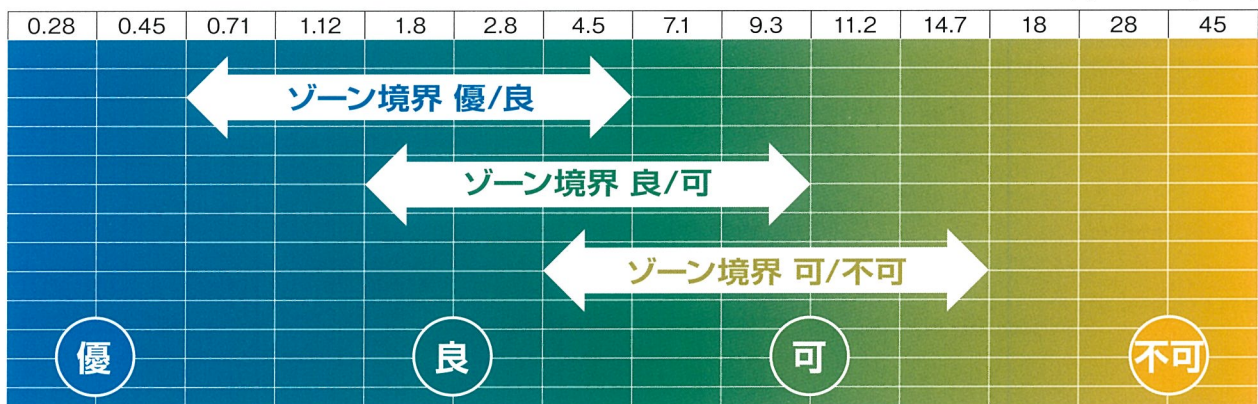 0.28 0.45 0.71 1.12 1.8 2.8 4.5 7.1 9.3 11.2 14.7 18 28 45
ゾーン境界 優/良
ゾーン境界 良/可
ゾーン境界 可/不可
優 良 可 不可